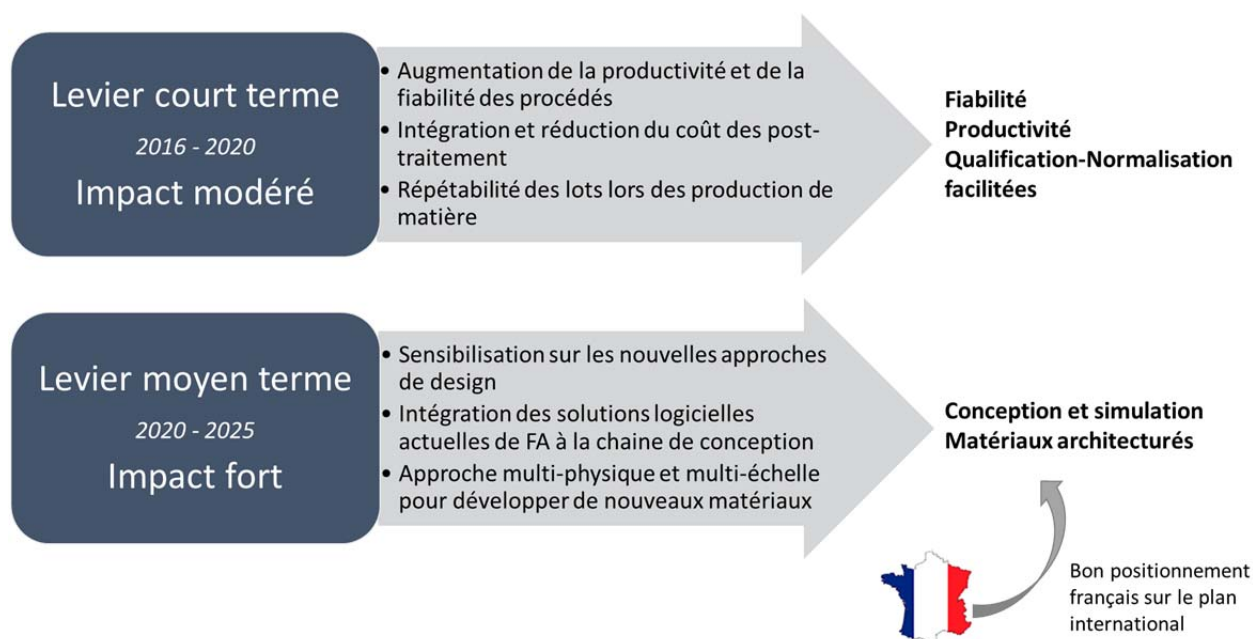 Levier court terme
2016 - 2020
Impact modéré
• Augmentation de la productivité et de la
fiabilité des procédés
• Intégration et réduction du coût des post-
traitement
• Répétabilité des lots lors des production de
matière
Fiabilité
Productivité
Qualification-Normalisation
facilitées
Levier moyen terme
2020 - 2025
Impact fort
• Sensibilisation sur les nouvelles approches
de design
• Intégration des solutions logicielles
actuelles de FA à la chaine de conception
• Approche multi-physique et multi-échelle
pour développer de nouveaux matériaux
Conception et simulation
Matériaux architecturés
Bon positionnement
français sur le plan
international